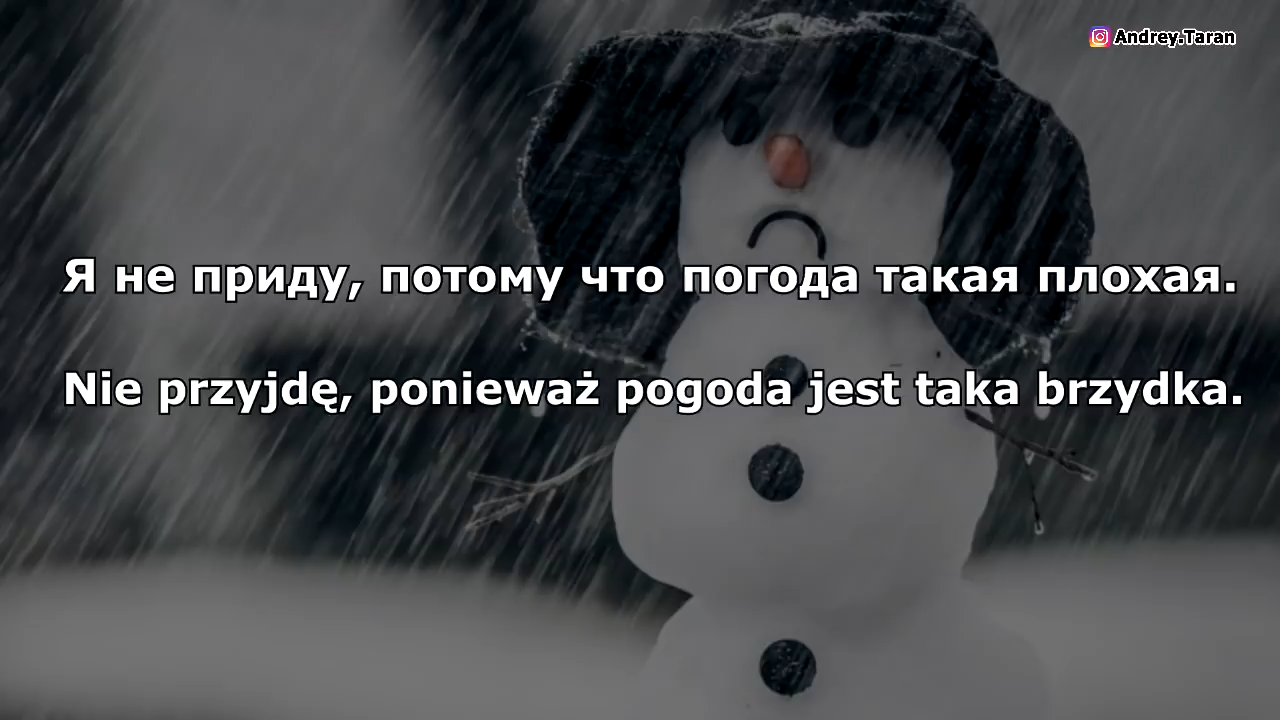 Andrey.Taran
Я не приду, потому что погода такая плохая.
Nie przyjdę, ponieważ pogoda jest taka brzydka.